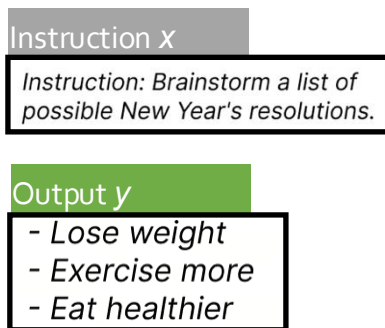 Instruction x
Instruction: Brainstorm a list of
possible New Year's resolutions.
Output y
- Lose weight
- Exercise more
- Eat healthier